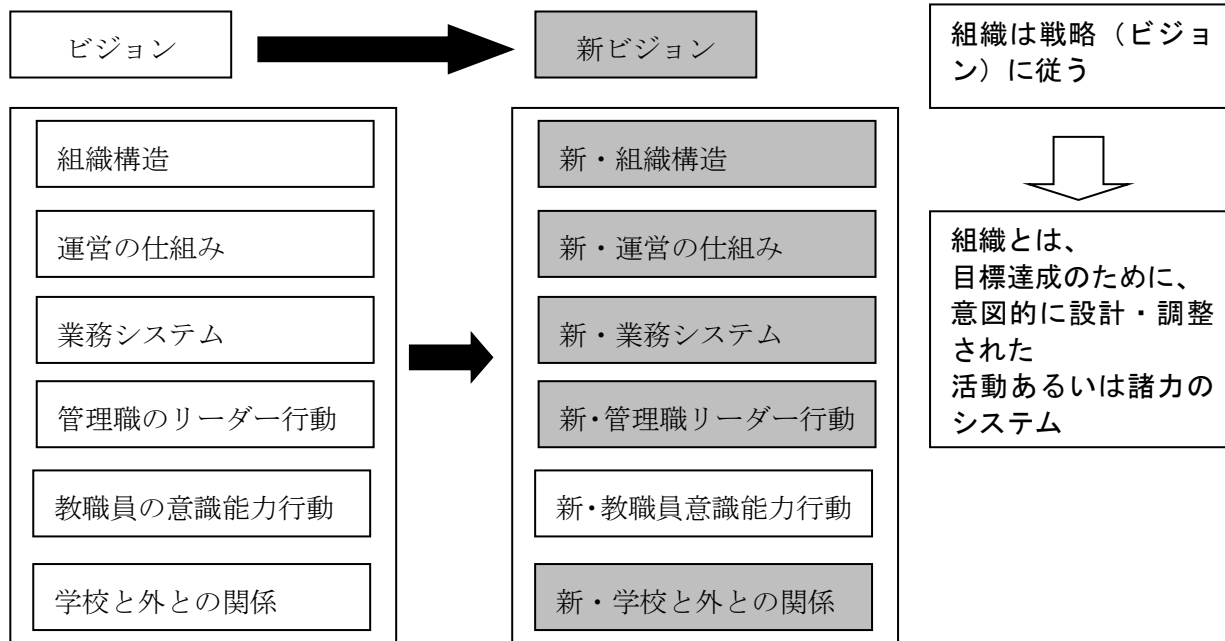 ビジョン
新ビジョン
組織は戦略（ビジョ
ン）に従う
組織構造
運営の仕組み
業務システム
管理職のリーダー行動
教職員の意識能力行動
学校と外との関係
新・組織構造
新・運営の仕組み
新・業務システム
新・管理職リーダー行動
新・教職員意識能力行動
新・学校と外との関係
組織とは、
目標達成のために、
意図的に設計・調整
された
活動あるいは諸力の
システム